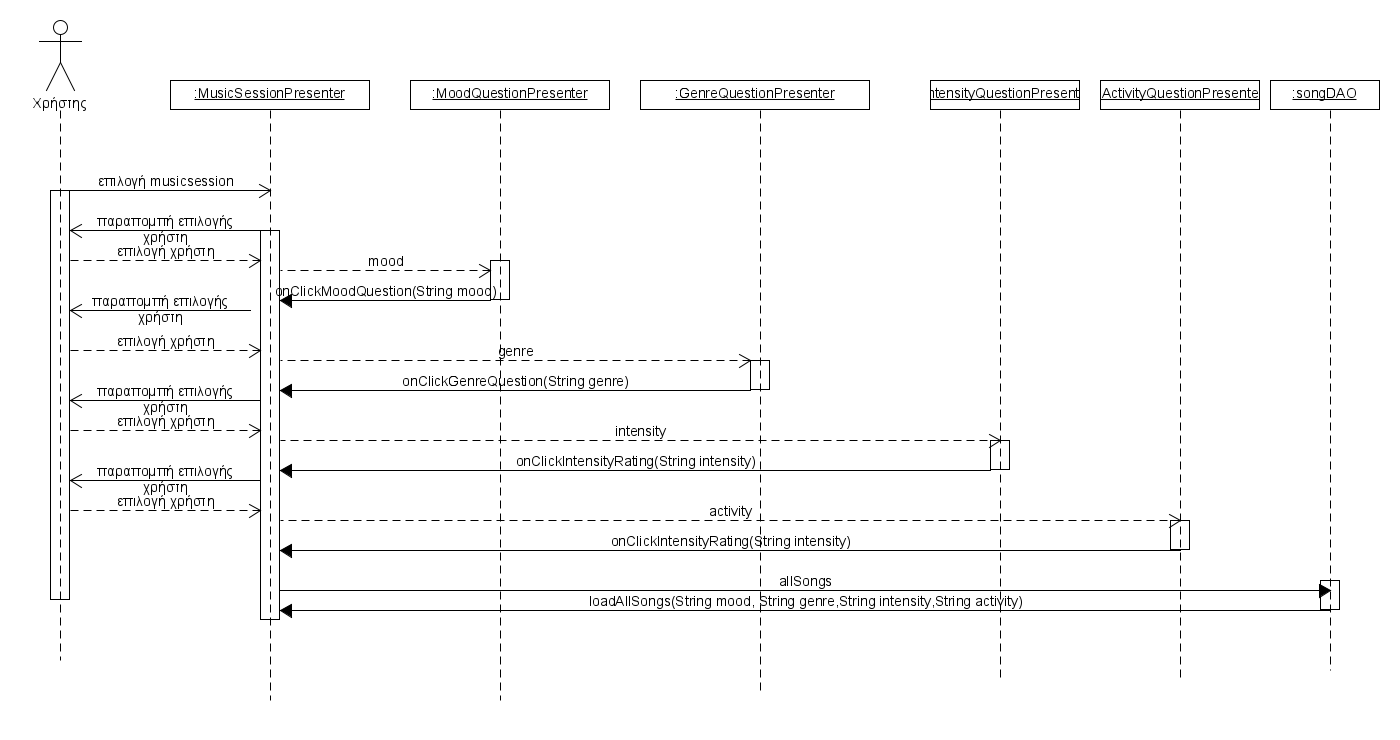 Χρήστης
:MusicSessionPresenter
:MoodQuestionPresenter
:GenreQuestionPresenter
ntensityQuestionPresent
ActivityQuestionPresente
:songDAO
επιλογή musicsession
παραπομπή επιλογής
χρήστη
επιλογή χρήστη
mood
onClickMoodQuestion(String mood)
παραπομπή επιλογής
χρήστη
επιλογή χρήστη
genre
onClickGenreQuestion(String genre)
παραπομπή επιλογής
χρήστη
επιλογή χρήστη
intensity
onClickIntensityRating(String intensity)
παραπομπή επιλογής
χρήστη
επιλογή χρήστη
activity
onClickIntensityRating(String intensity)
allSongs
loadAllSongs(String mood, String genre,String intensity,String activity)